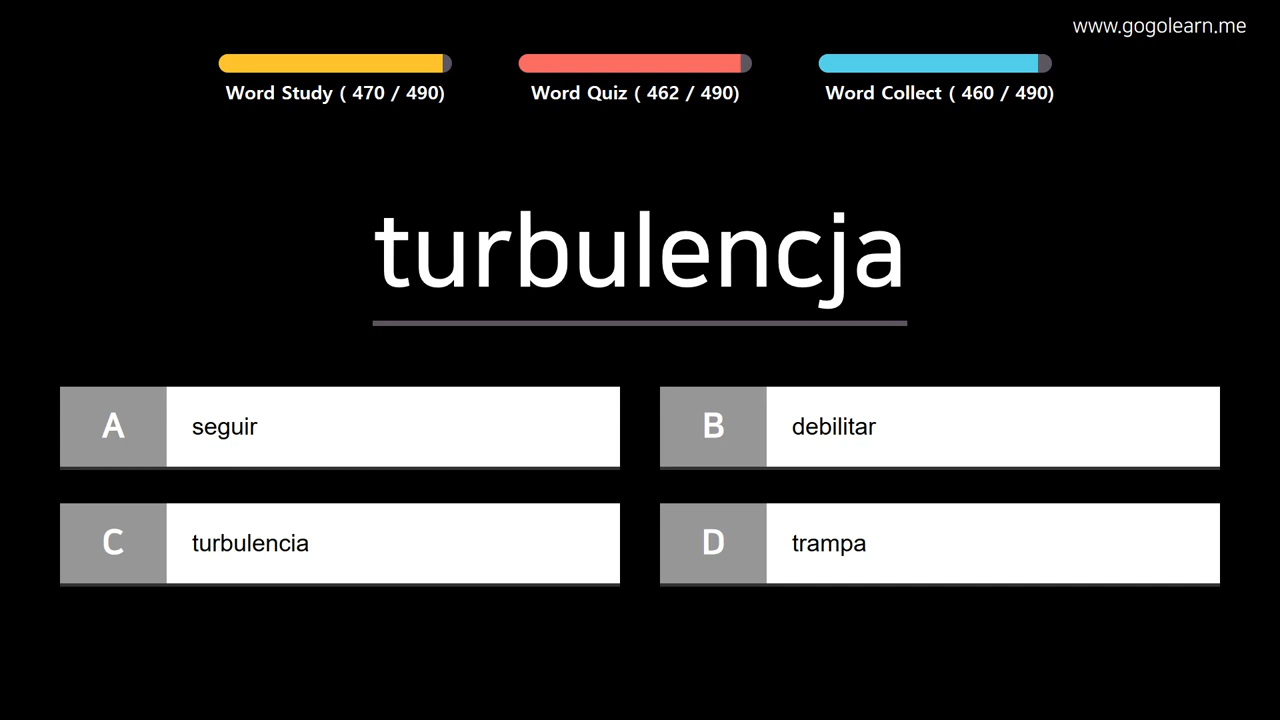 www.gogolearn.me
Word Study ( 470 / 490)
Word Quiz ( 462 / 490)
Word Collect ( 460 / 490)
turbulencja
A seguir
B debilitar
C turbulencia
D trampa